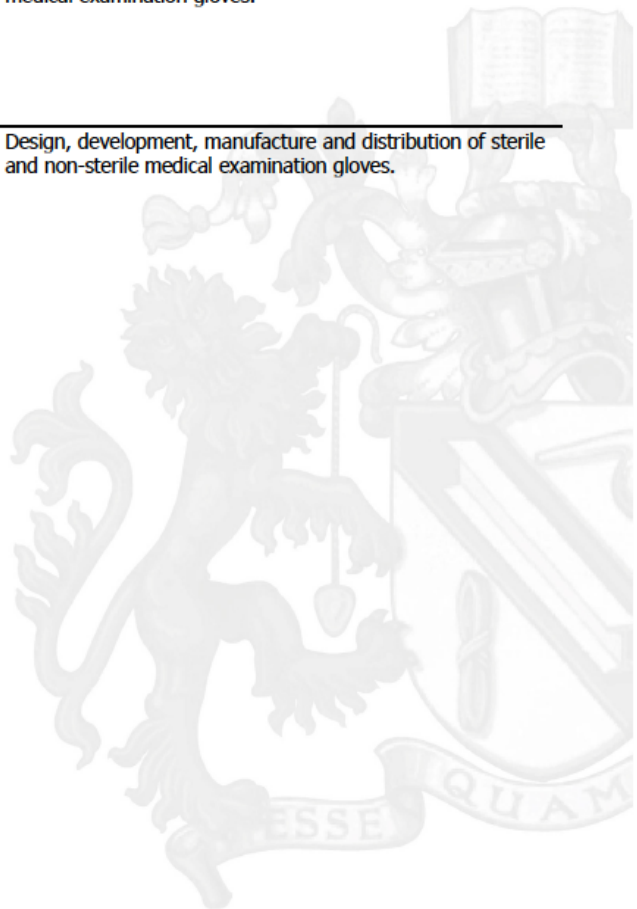 medical examination gloves.
Design, development, manufacture and distribution of sterile
and non-sterile medical examination gloves.
ESSE
QUAM